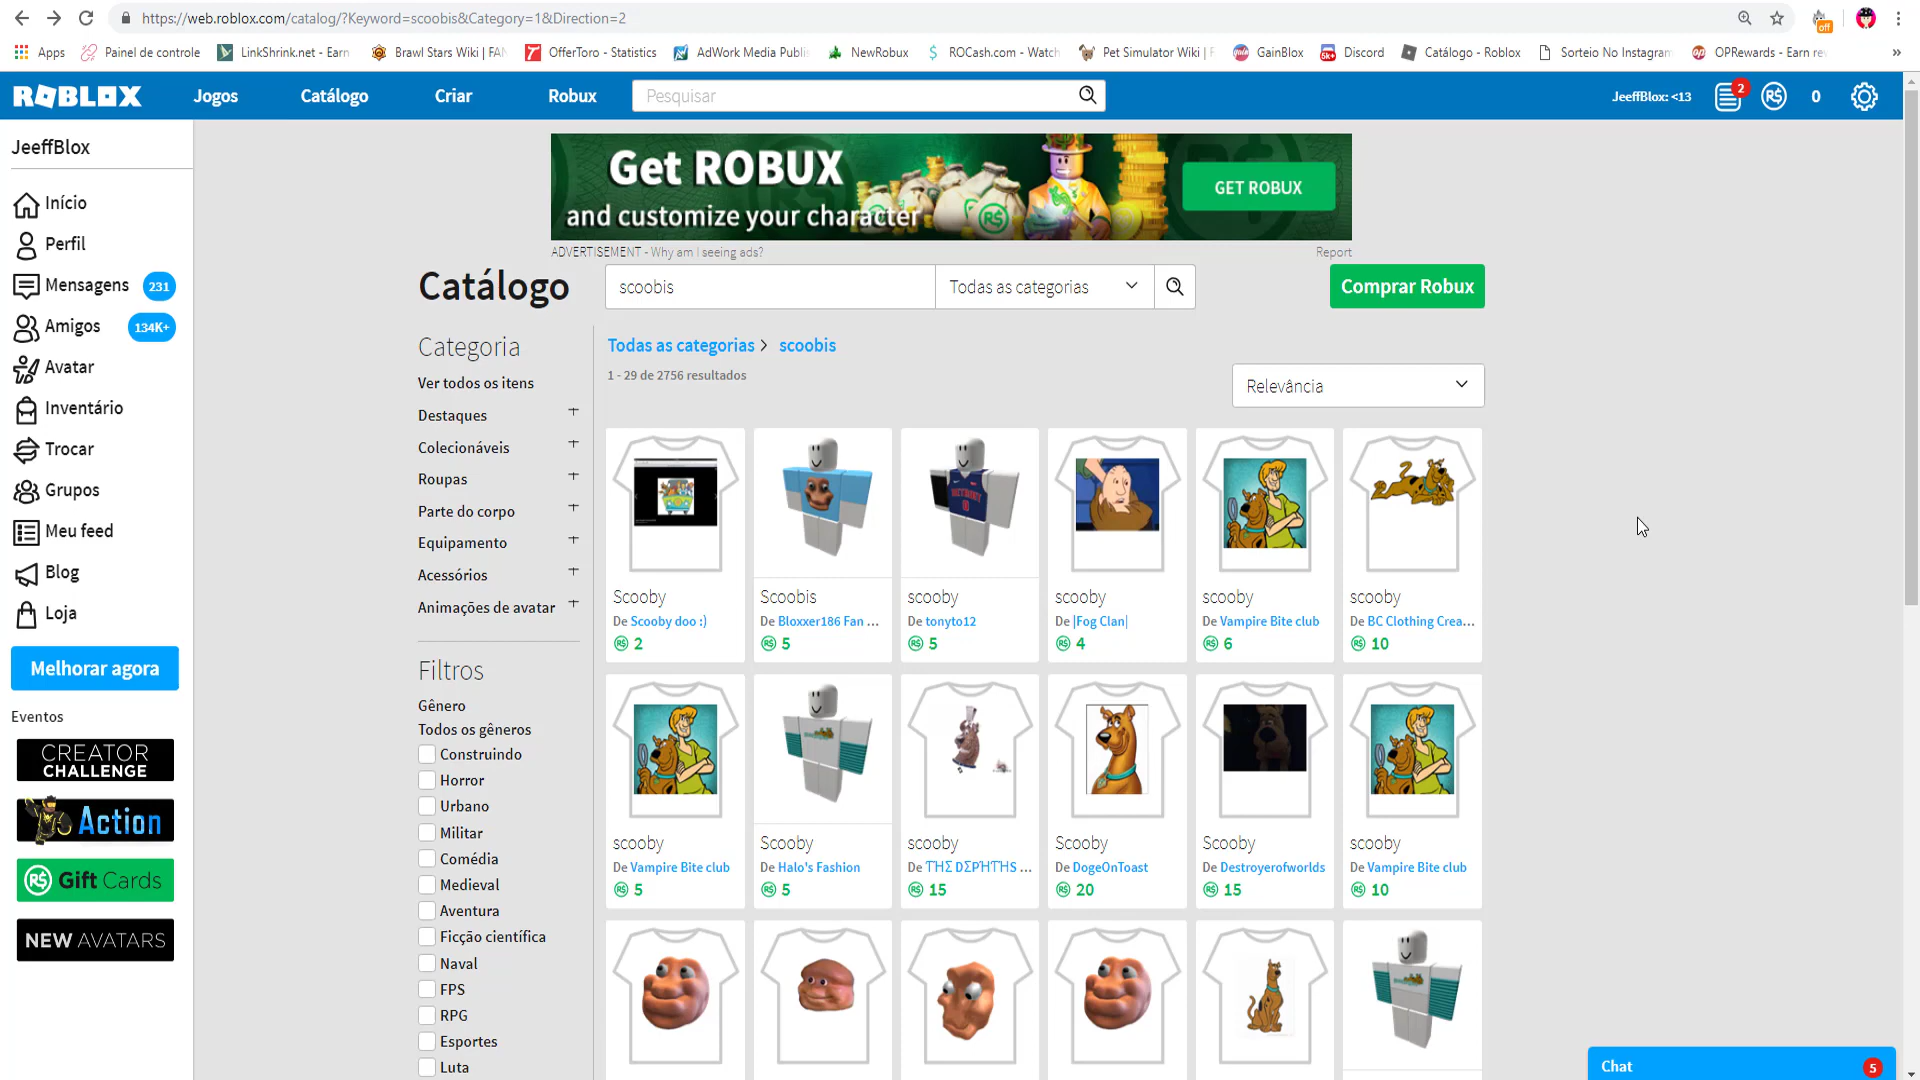 https://web.roblox.com/catalog/?Keyword=scoobis&Category=1&Direction=2
off
Apps
Painel de controle
LinkShrink.net - Earn
Brawl Stars Wiki | FAN
OfferToro - Statistics
AdWork Media Publis
NewRobux
ROCash.com - Watch
Pet Simulator Wiki | F
GainBlox
Discord
Catálogo - Roblox
Sorteio No Instagram
OPRewards - Earn re
ROBLOX
Jogos
Catálogo
Criar
Robux
Pesquisar
JeeffBlox: <13
2
0
JeeffBlox
Início
Perfil
Mensagens 231
Amigos 134K+
Avatar
Inventário
Trocar
Grupos
Meu feed
Blog
Loja
Melhorar agora
Eventos
CREATOR
CHALLENGE
Action
Gift Cards
NEW AVATARS
Get ROBUX
and customize your character
GET ROBUX
ADVERTISEMENT - Why am I seeing ads?
Report
Catálogo
scoobis
Todas as categorias
Comprar Robux
Categoria
Ver todos os itens
Destaques +
Colecionáveis +
Roupas +
Parte do corpo +
Equipamento +
Acessórios +
Animações de avatar +
Filtros
Gênero
Todos os gêneros
Construindo
Horror
Urbano
Militar
Comédia
Medieval
Aventura
Ficção científica
Naval
FPS
RPG
Esportes
Luta
Todas as categorias > scoobis
1 - 29 de 2756 resultados
Relevância
Scooby
De Scooby doo :)
2
Scoobis
De Bloxxer186 Fan ...
5
scooby
De tonyto12
5
scooby
De |Fog Clan|
4
scooby
De Vampire Bite club
6
scooby
De BC Clothing Crea...
10
scooby
De Vampire Bite club
5
Scooby
De Halo's Fashion
5
scooby
De
15
Scooby
De DogeOnToast
20
Scooby
De Destroyerofworlds
15
scooby
De Vampire Bite club
10
Chat
5